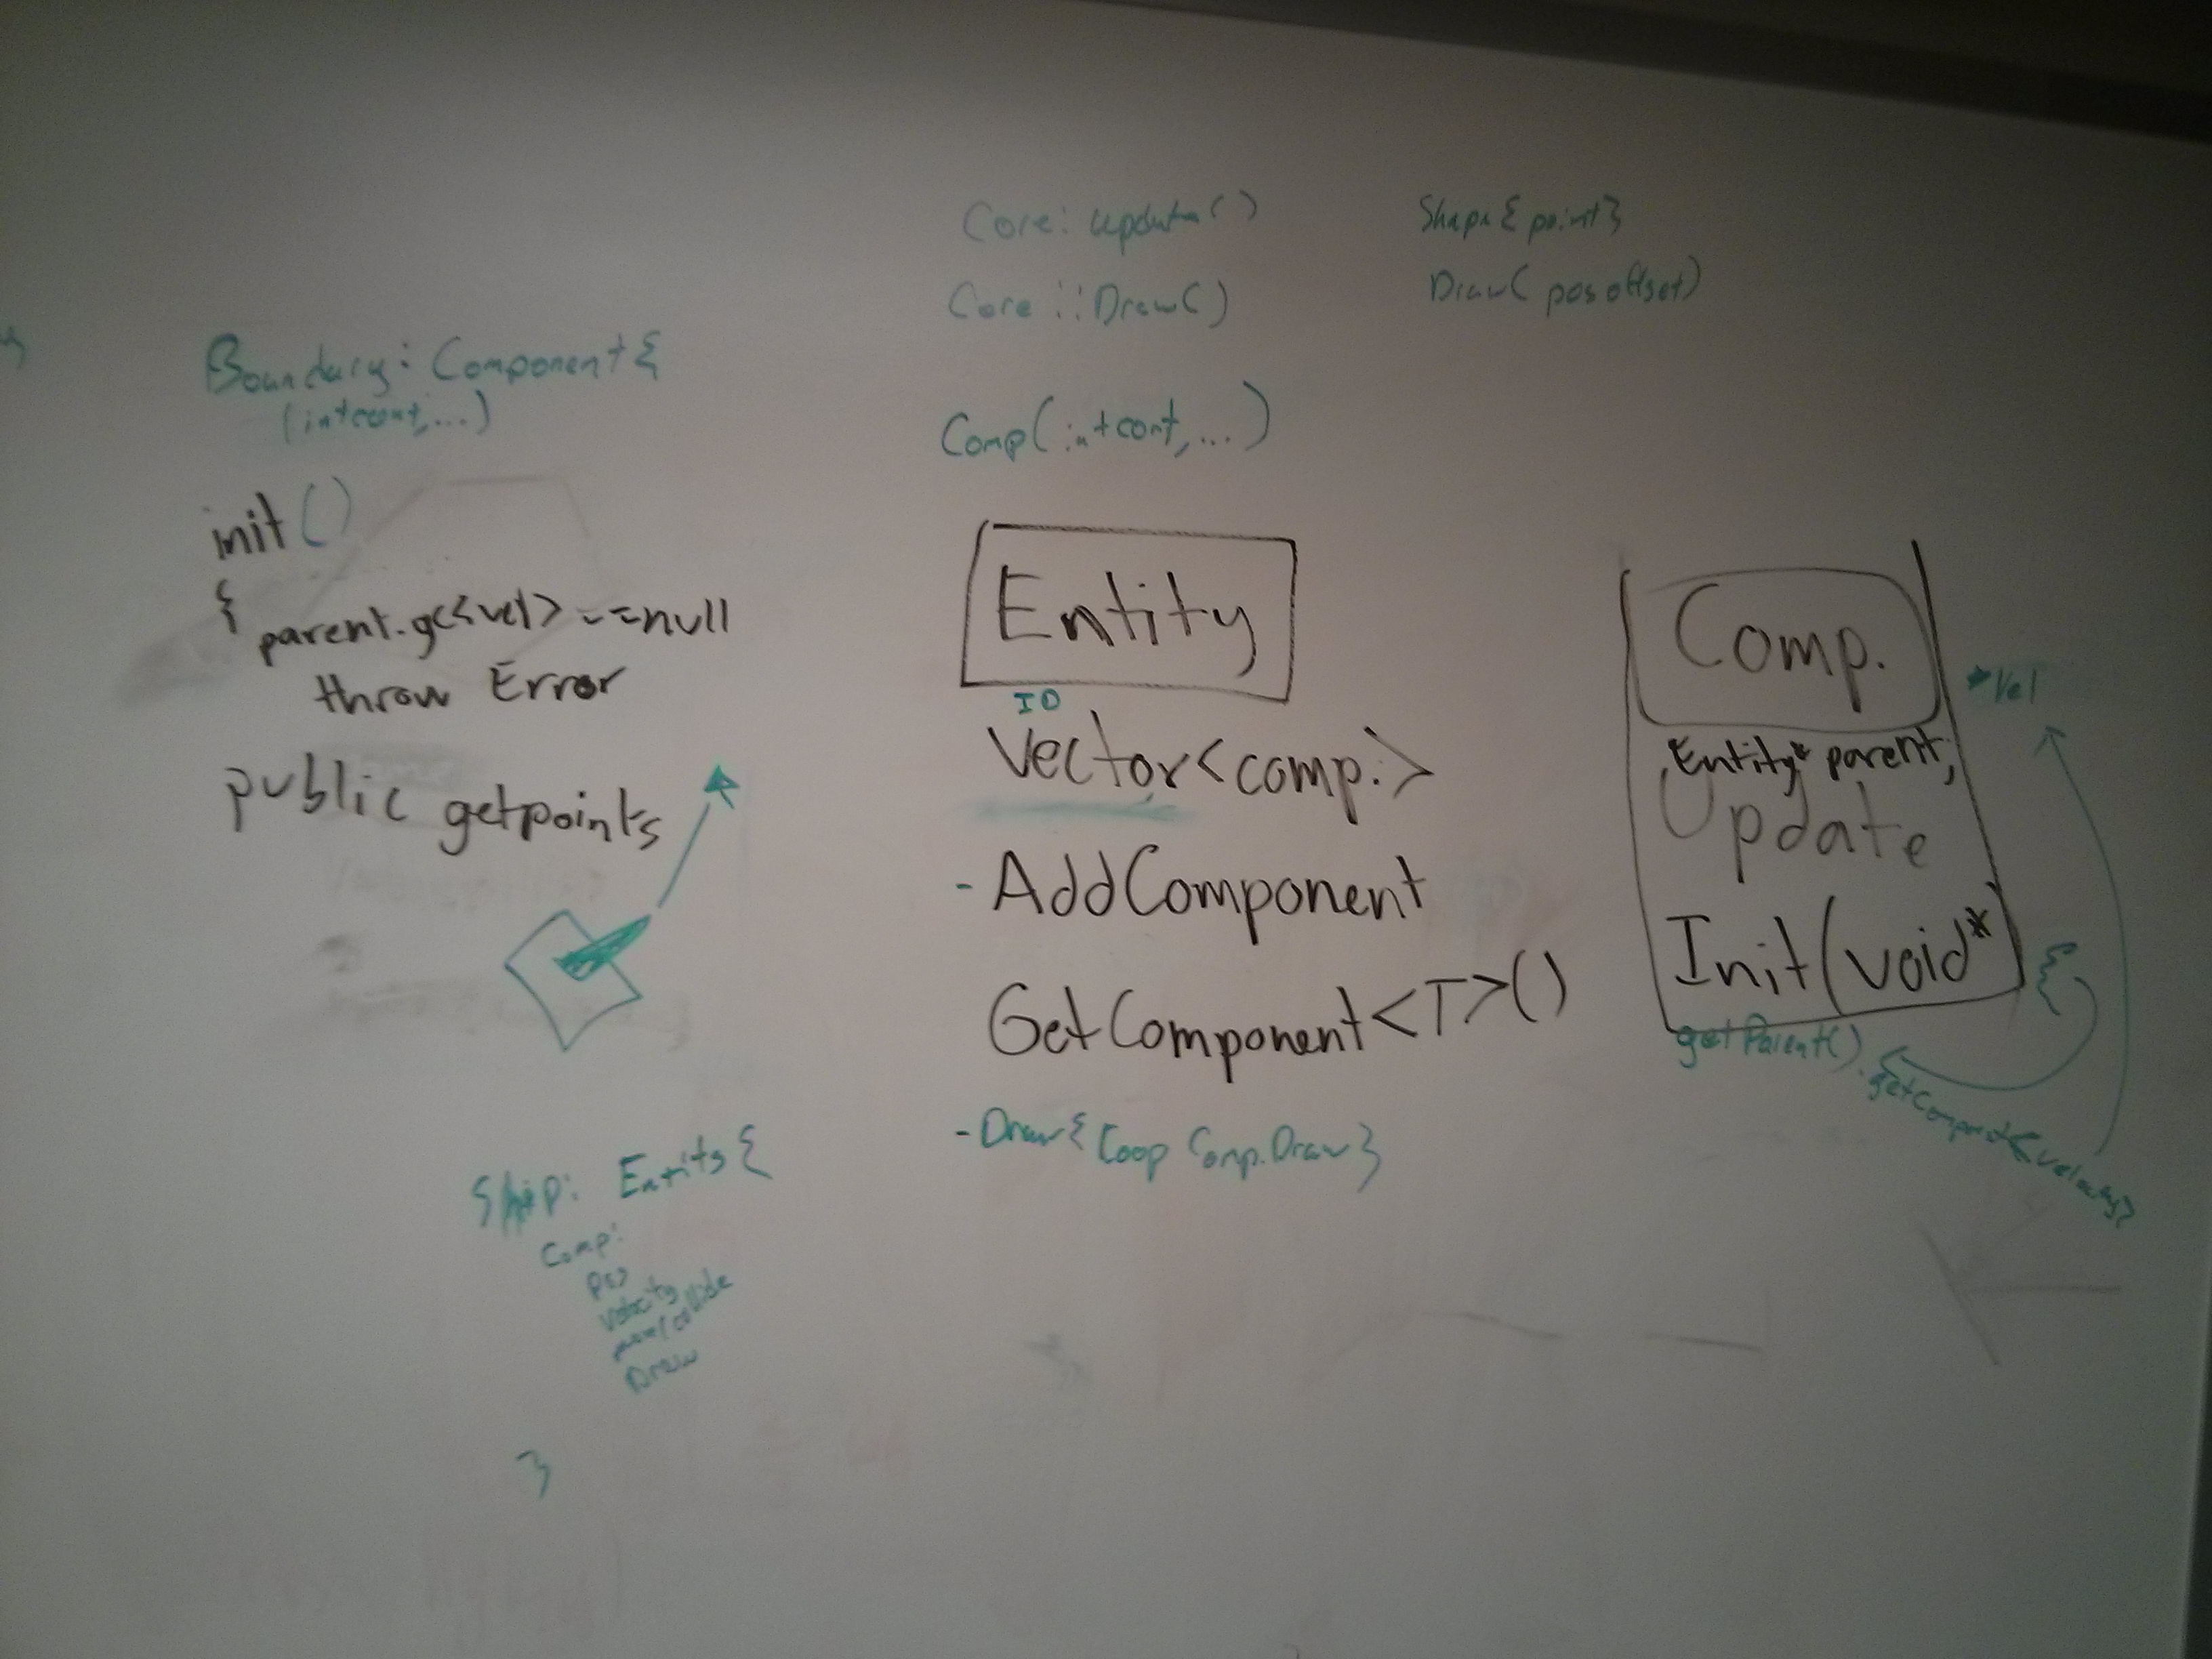 Core: update()
Core::Draw()
Shape{point}
Draw(pos offset)
Boundary: Component{
(int cont,...)
Comp(int cont,...)
init()
{
parent.gc<vel>==null
throw Error
public getpoints
Entity
ID
Vector<comp.>
-AddComponent
GetComponent<T>()
-Draw{Loop Comp.Draw}
Comp.
*Vel
Entity* parent;
Update
Init(void*
{
getParent()
.getComponent<velocity>
Ship: Entity{
Comp:
pos
velocity
Draw
}